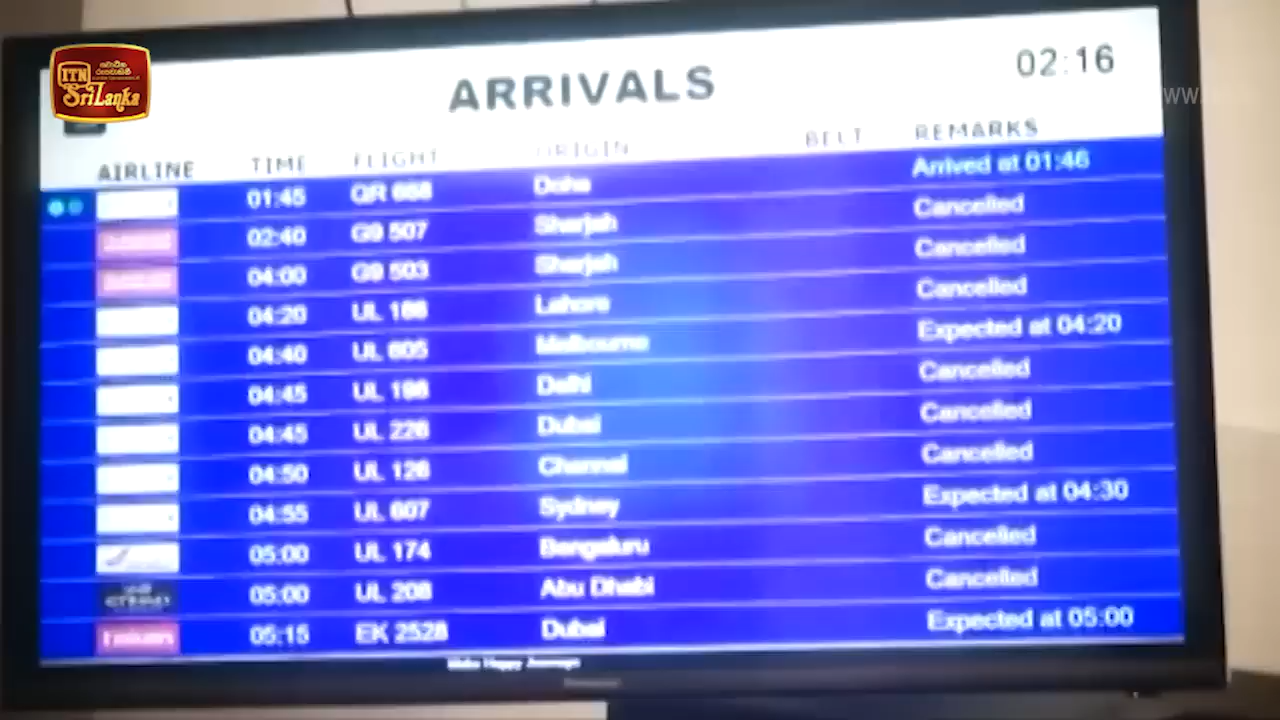 ITN
ස්වාධීන
රූපවාහිනී
Sri Lanka
ARRIVALS
02:16
AIRLINE TIME FLIGHT ORIGIN BELT REMARKS
01:45 QR 668 Doha Arrived at 01:46
02:40 G9 507 Sharjah Cancelled
04:00 G9 503 Sharjah Cancelled
04:20 UL 186 Lahore Cancelled
04:40 UL 605 Melbourne Expected at 04:20
04:45 UL 196 Delhi Cancelled
04:45 UL 226 Dubai Cancelled
04:50 UL 126 Chennai Cancelled
04:55 UL 607 Sydney Expected at 04:30
05:00 UL 174 Bengaluru Cancelled
ETIHAD 05:00 UL 208 Abu Dhabi Cancelled
Emirates 05:15 EK 2528 Dubai Expected at 05:00